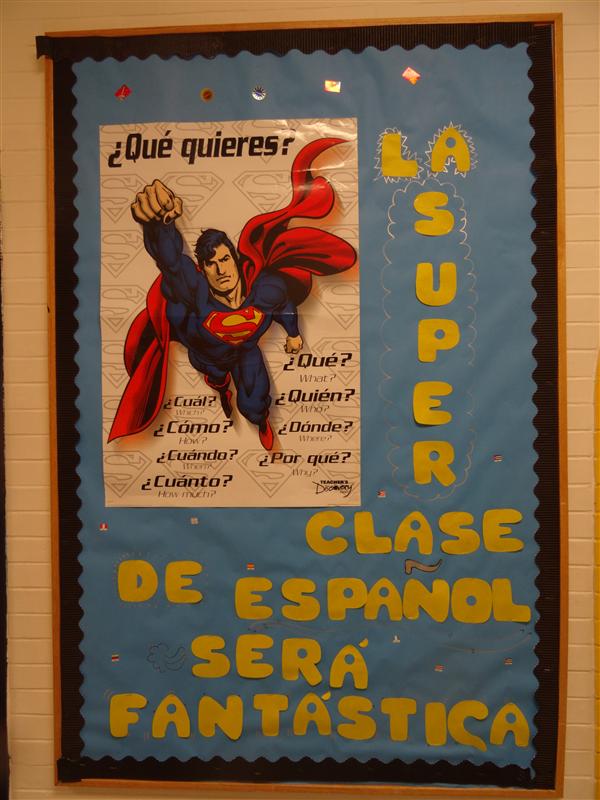 ¿Qué quieres?
¿Qué?
What?
¿Cuál?
Which?
¿Quién?
Who?
¿Cómo?
How?
¿Dónde?
Where?
¿Cuándo?
When?
¿Por qué?
Why?
¿Cuánto?
How much?
TEACHER'S
Discovery
LA
SUPER
CLASE
DE ESPAÑOL
SERÁ
FANTÁSTICA